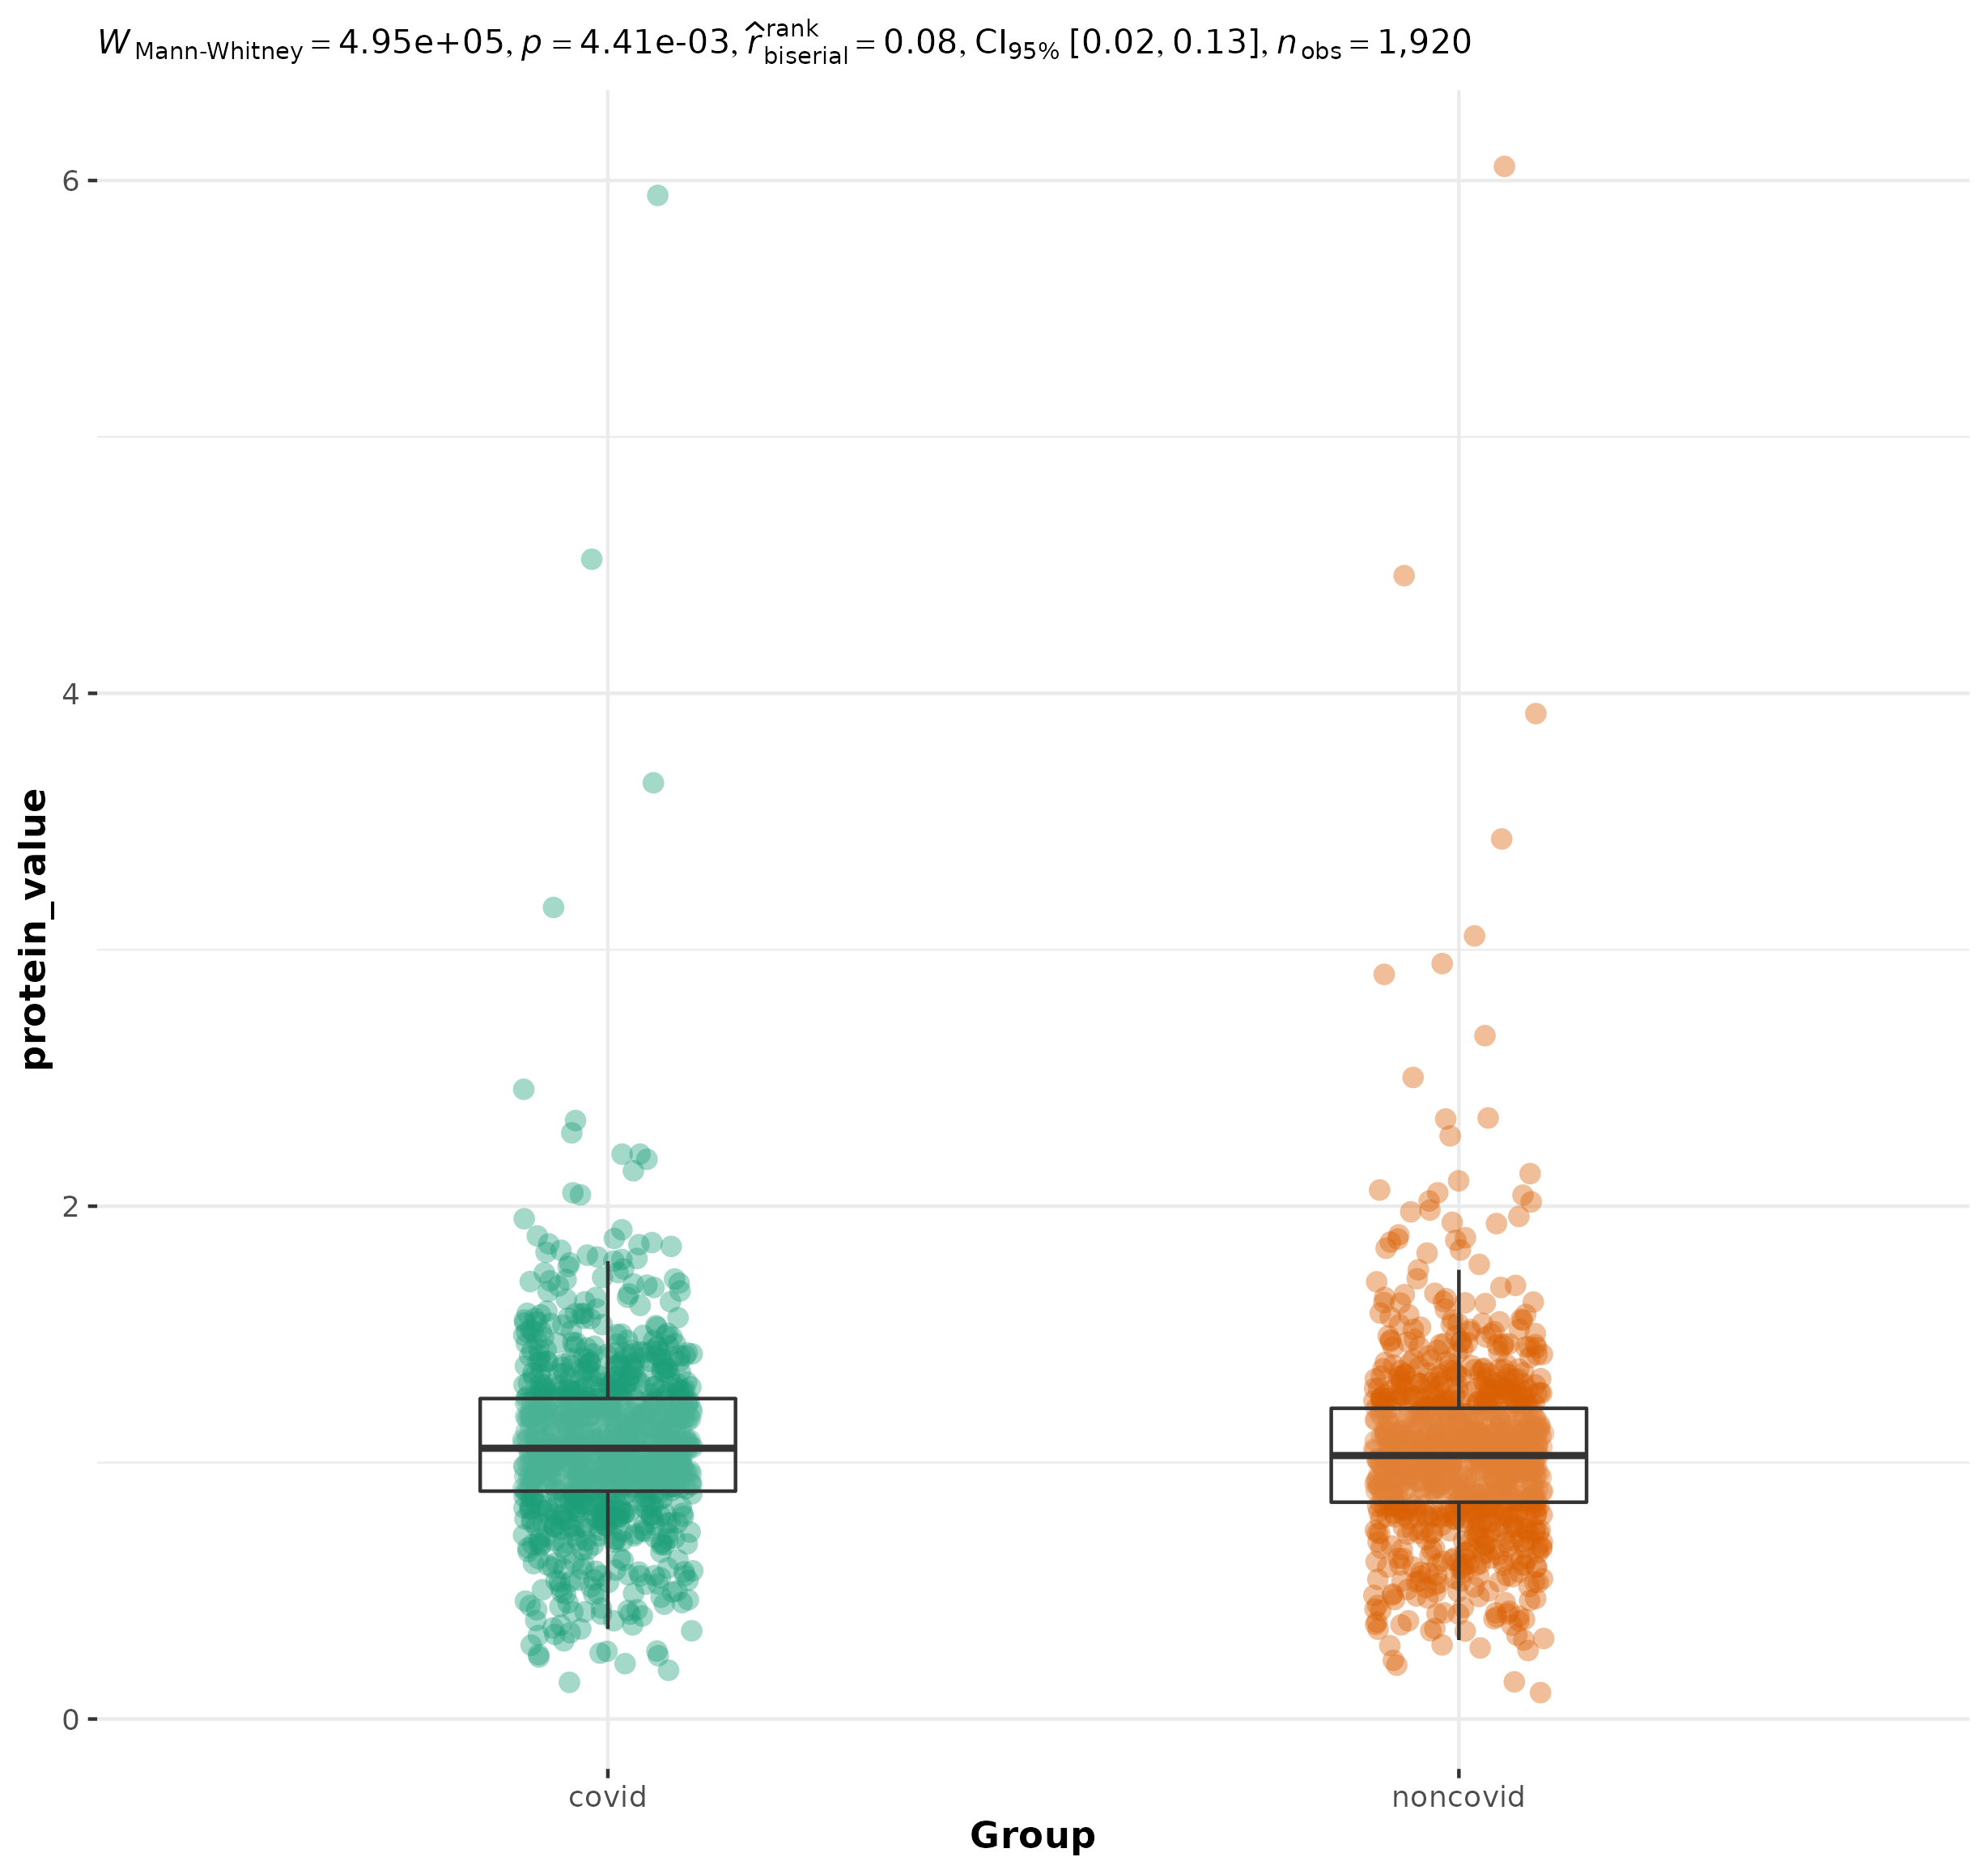 W Mann-Whitney = 4.95e+05, p = 4.41e-03, r̂ rank biserial = 0.08, CI95% [0.02, 0.13], n obs = 1,920
6
4
2
0
protein_value
covid noncovid
Group